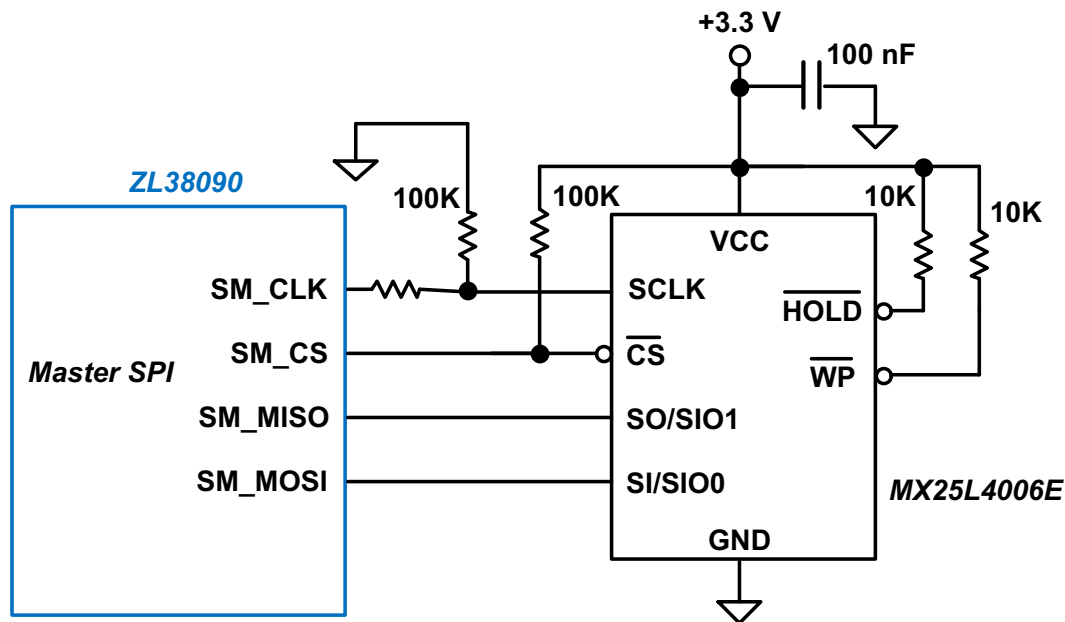 +3.3 V
100 nF
ZL38090
100K
100K
10K
10K
VCC
SM_CLK
SCLK
HOLD
SM_CS
CS
Master SPI
WP
SM_MISO
SO/SIO1
SM_MOSI
SI/SIO0
MX25L4006E
GND